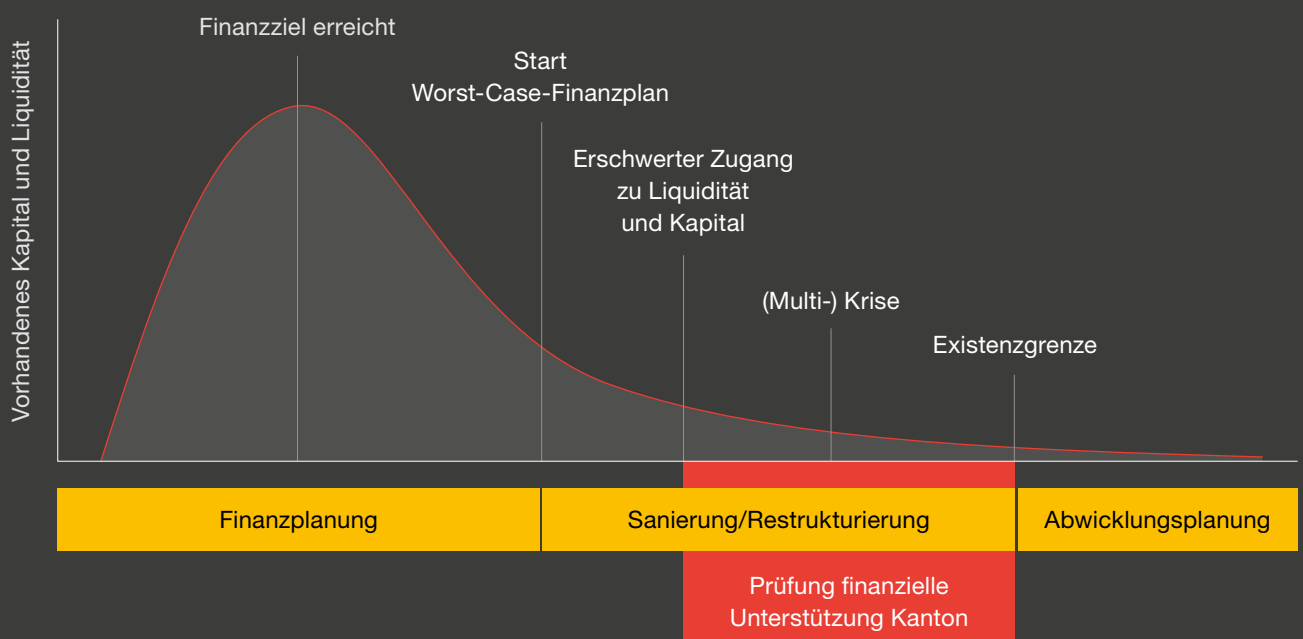 Vorhandenes Kapital und Liquidität
Finanzziel erreicht
Start
Worst-Case-Finanzplan
Erschwerter Zugang
zu Liquidität
und Kapital
(Multi-) Krise
Existenzgrenze
Finanzplanung
Sanierung/Restrukturierung
Abwicklungsplanung
Prüfung finanzielle
Unterstützung Kanton